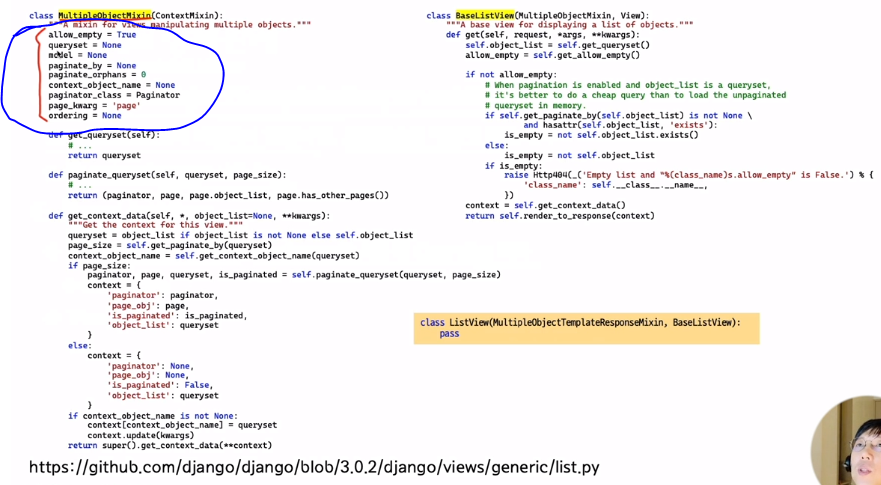 class MultipleObjectMixin(ContextMixin):
"""A mixin for views manipulating multiple objects."""
allow_empty = True
queryset = None
model = None
paginate_by = None
paginate_orphans = 0
context_object_name = None
paginator_class = Paginator
page_kwarg = 'page'
ordering = None
def get_queryset(self):
# ...
return queryset
def paginate_queryset(self, queryset, page_size):
# ...
return (paginator, page, page.object_list, page.has_other_pages())
def get_context_data(self, *, object_list=None, **kwargs):
"""Get the context for this view."""
queryset = object_list if object_list is not None else self.object_list
page_size = self.get_paginate_by(queryset)
context_object_name = self.get_context_object_name(queryset)
if page_size:
paginator, page, queryset, is_paginated = self.paginate_queryset(queryset, page_size)
context = {
'paginator': paginator,
'page_obj': page,
'is_paginated': is_paginated,
'object_list': queryset
}
else:
context = {
'paginator': None,
'page_obj': None,
'is_paginated': False,
'object_list': queryset
}
if context_object_name is not None:
context[context_object_name] = queryset
context.update(kwargs)
return super().get_context_data(**context)
class BaseListView(MultipleObjectMixin, View):
"""A base view for displaying a list of objects."""
def get(self, request, *args, **kwargs):
self.object_list = self.get_queryset()
allow_empty = self.get_allow_empty()
if not allow_empty:
# When pagination is enabled and object_list is a queryset,
# it's better to do a cheap query than to load the unpaginated
# queryset in memory.
if self.get_paginate_by(self.object_list) is not None \
and hasattr(self.object_list, 'exists'):
is_empty = not self.object_list.exists()
else:
is_empty = not self.object_list
if is_empty:
raise Http404(_('Empty list and "%(class_name)s.allow_empty" is False.') % {
'class_name': self.__class__.__name__,
})
context = self.get_context_data()
return self.render_to_response(context)
class ListView(MultipleObjectTemplateResponseMixin, BaseListView):
pass
https://github.com/django/django/blob/3.0.2/django/views/generic/list.py